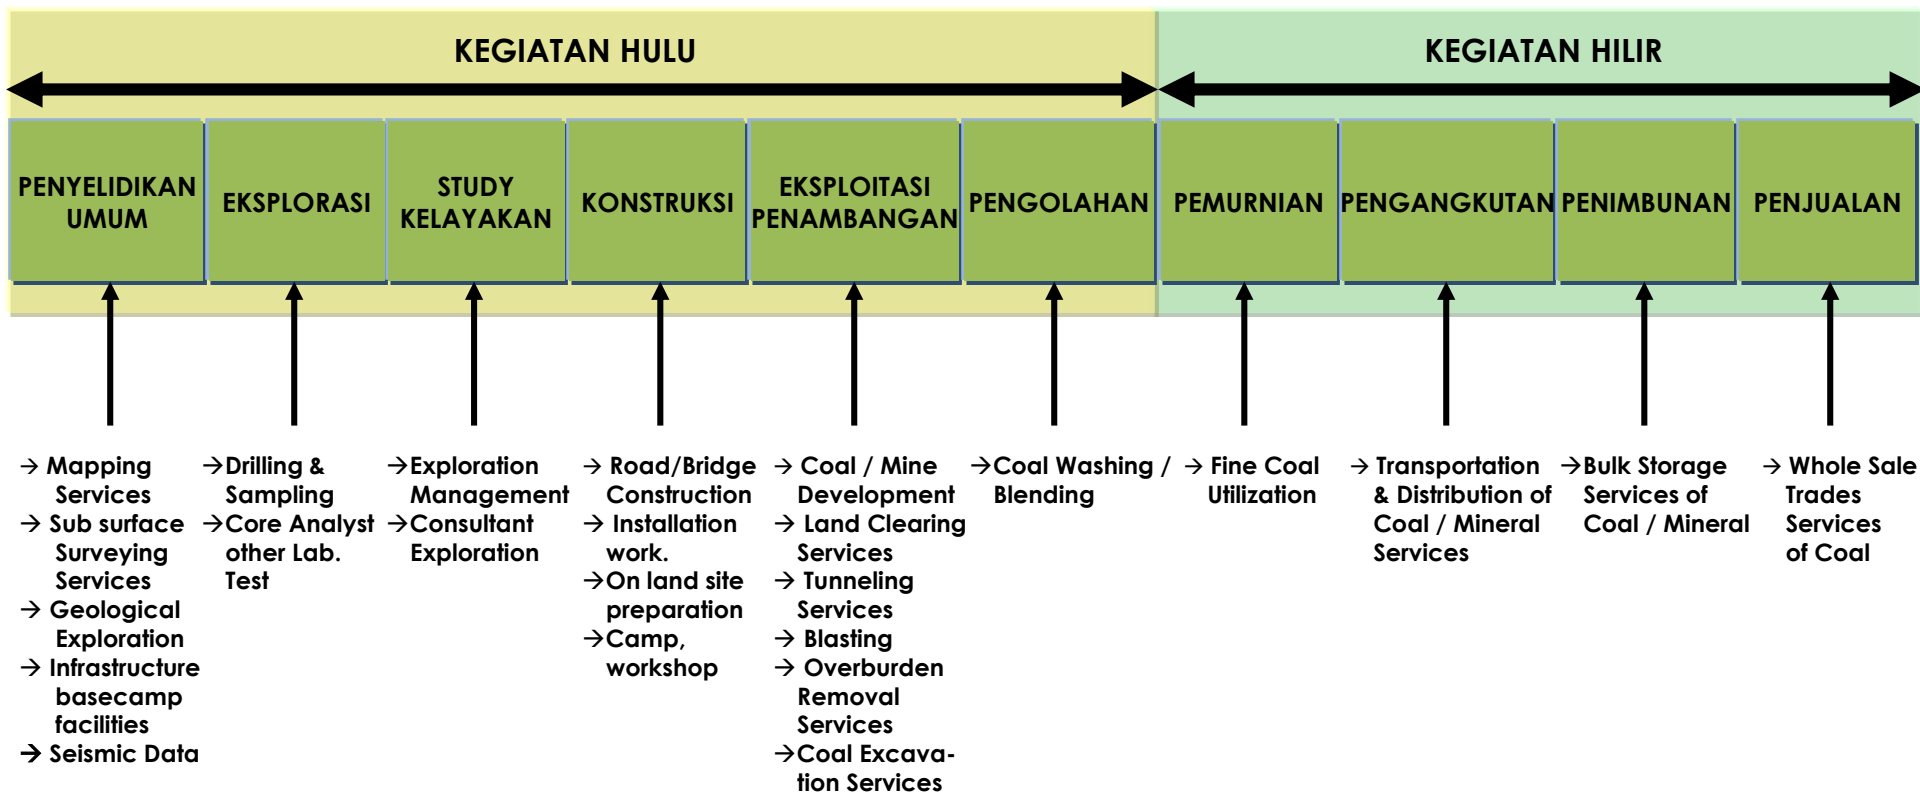 KEGIATAN HULU
KEGIATAN HILIR
PENYELIDIKAN
UMUM
EKSPLORASI
STUDY
KELAYAKAN
KONSTRUKSI
EKSPLOITASI
PENAMBANGAN
PENGOLAHAN
PEMURNIAN
PENGANGKUTAN
PENIMBUNAN
PENJUALAN
→ Mapping
Services
→ Sub surface
Surveying
Services
→ Geological
Exploration
→ Infrastructure
basecamp
facilities
→ Seismic Data
→Drilling &
Sampling
→Core Analyst
other Lab.
Test
→Exploration
Management
→Consultant
Exploration
→ Road/Bridge
Construction
→ Installation
work.
→On land site
preparation
→Camp,
workshop
→ Coal / Mine
Development
→ Land Clearing
Services
→ Tunneling
Services
→ Blasting
→ Overburden
Removal
Services
→Coal Excava-
tion Services
→Coal Washing /
Blending
→ Fine Coal
Utilization
→ Transportation
& Distribution of
Coal / Mineral
Services
→Bulk Storage
Services of
Coal / Mineral
→ Whole Sale
Trades
Services
of Coal